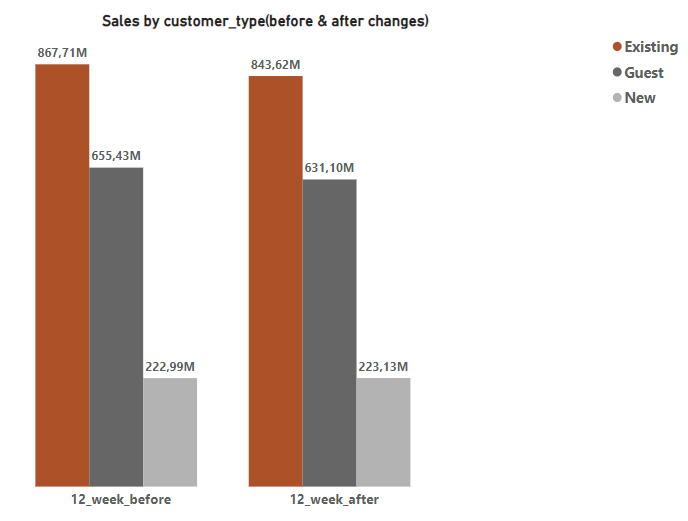 Sales by customer_type(before & after changes)
Existing
Guest
New
867,71M
655,43M
222,99M
843,62M
631,10M
223,13M
12_week_before
12_week_after